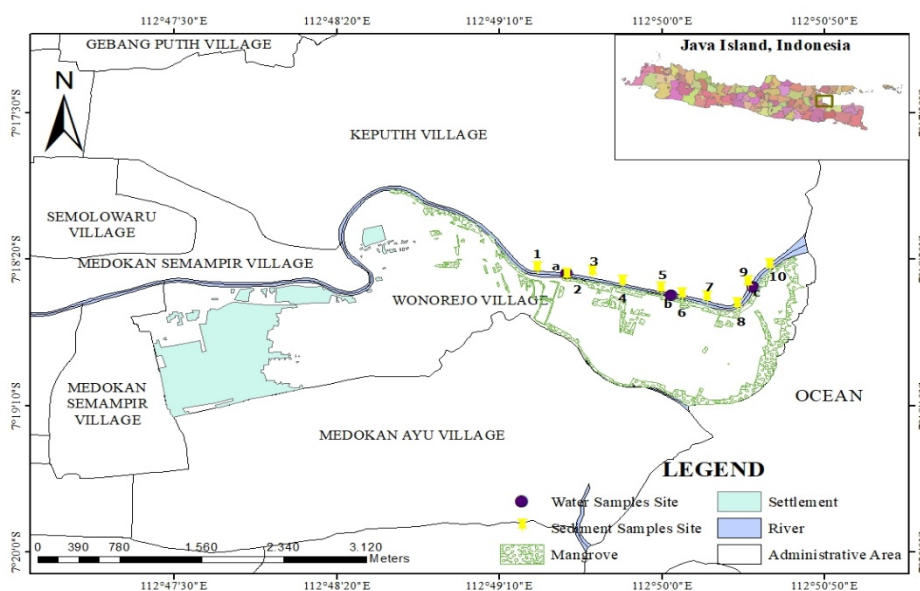 112°47'30"E 112°48'20"E 112°49'10"E 112°50'0"E 112°50'50"E
GEBANG PUTIH VILLAGE
Java Island, Indonesia
N
7°17'30"S
KEPUTIH VILLAGE
SEMOLOWARU
VILLAGE
7°18'20"S
MEDOKAN SEMAMPIR VILLAGE
WONOREJO VILLAGE
1
a
2
3
4
5
b
6
7
8
9
c
10
MEDOKAN
SEMAMPIR
VILLAGE
7°19'10"S
OCEAN
MEDOKAN AYU VILLAGE
LEGEND
Water Samples Site
Sediment Samples Site
Mangrove
Settlement
River
Administrative Area
7°20'0"S
0 390 780 1.560 2.340 3.120
Meters
112°47'30"E 112°48'20"E 112°49'10"E 112°50'0"E 112°50'50"E